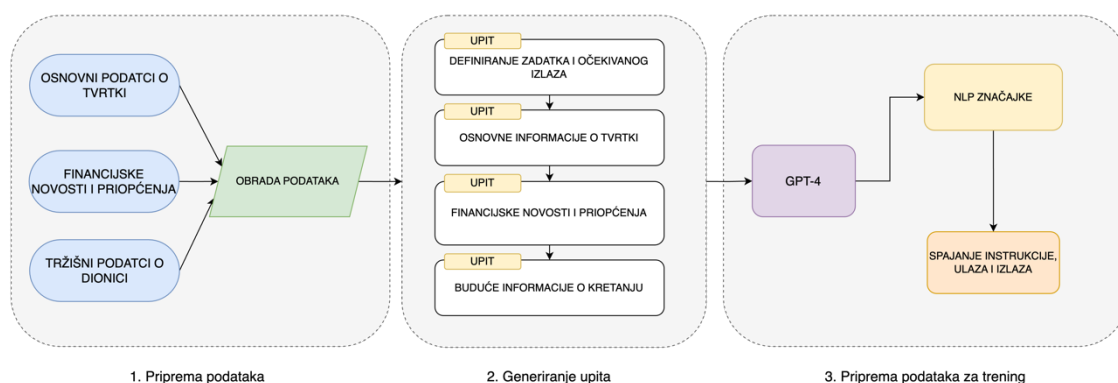 OSNOVNI PODATCI O
TVRTKI
FINANCIJSKE
NOVOSTI I PRIOPĆENJA
TRŽIŠNI PODATCI O
DIONICI
OBRADA PODATAKA
1. Priprema podataka
UPIT
DEFINIRANJE ZADATKA I OČEKIVANOG
IZLAZA
UPIT
OSNOVNE INFORMACIJE O TVRTKI
UPIT
FINANCIJSKE NOVOSTI I PRIOPĆENJA
UPIT
BUDUĆE INFORMACIJE O KRETANJU
2. Generiranje upita
GPT-4
NLP ZNAČAJKE
SPAJANJE INSTRUKCIJE,
ULAZA I IZLAZA
3. Priprema podataka za trening